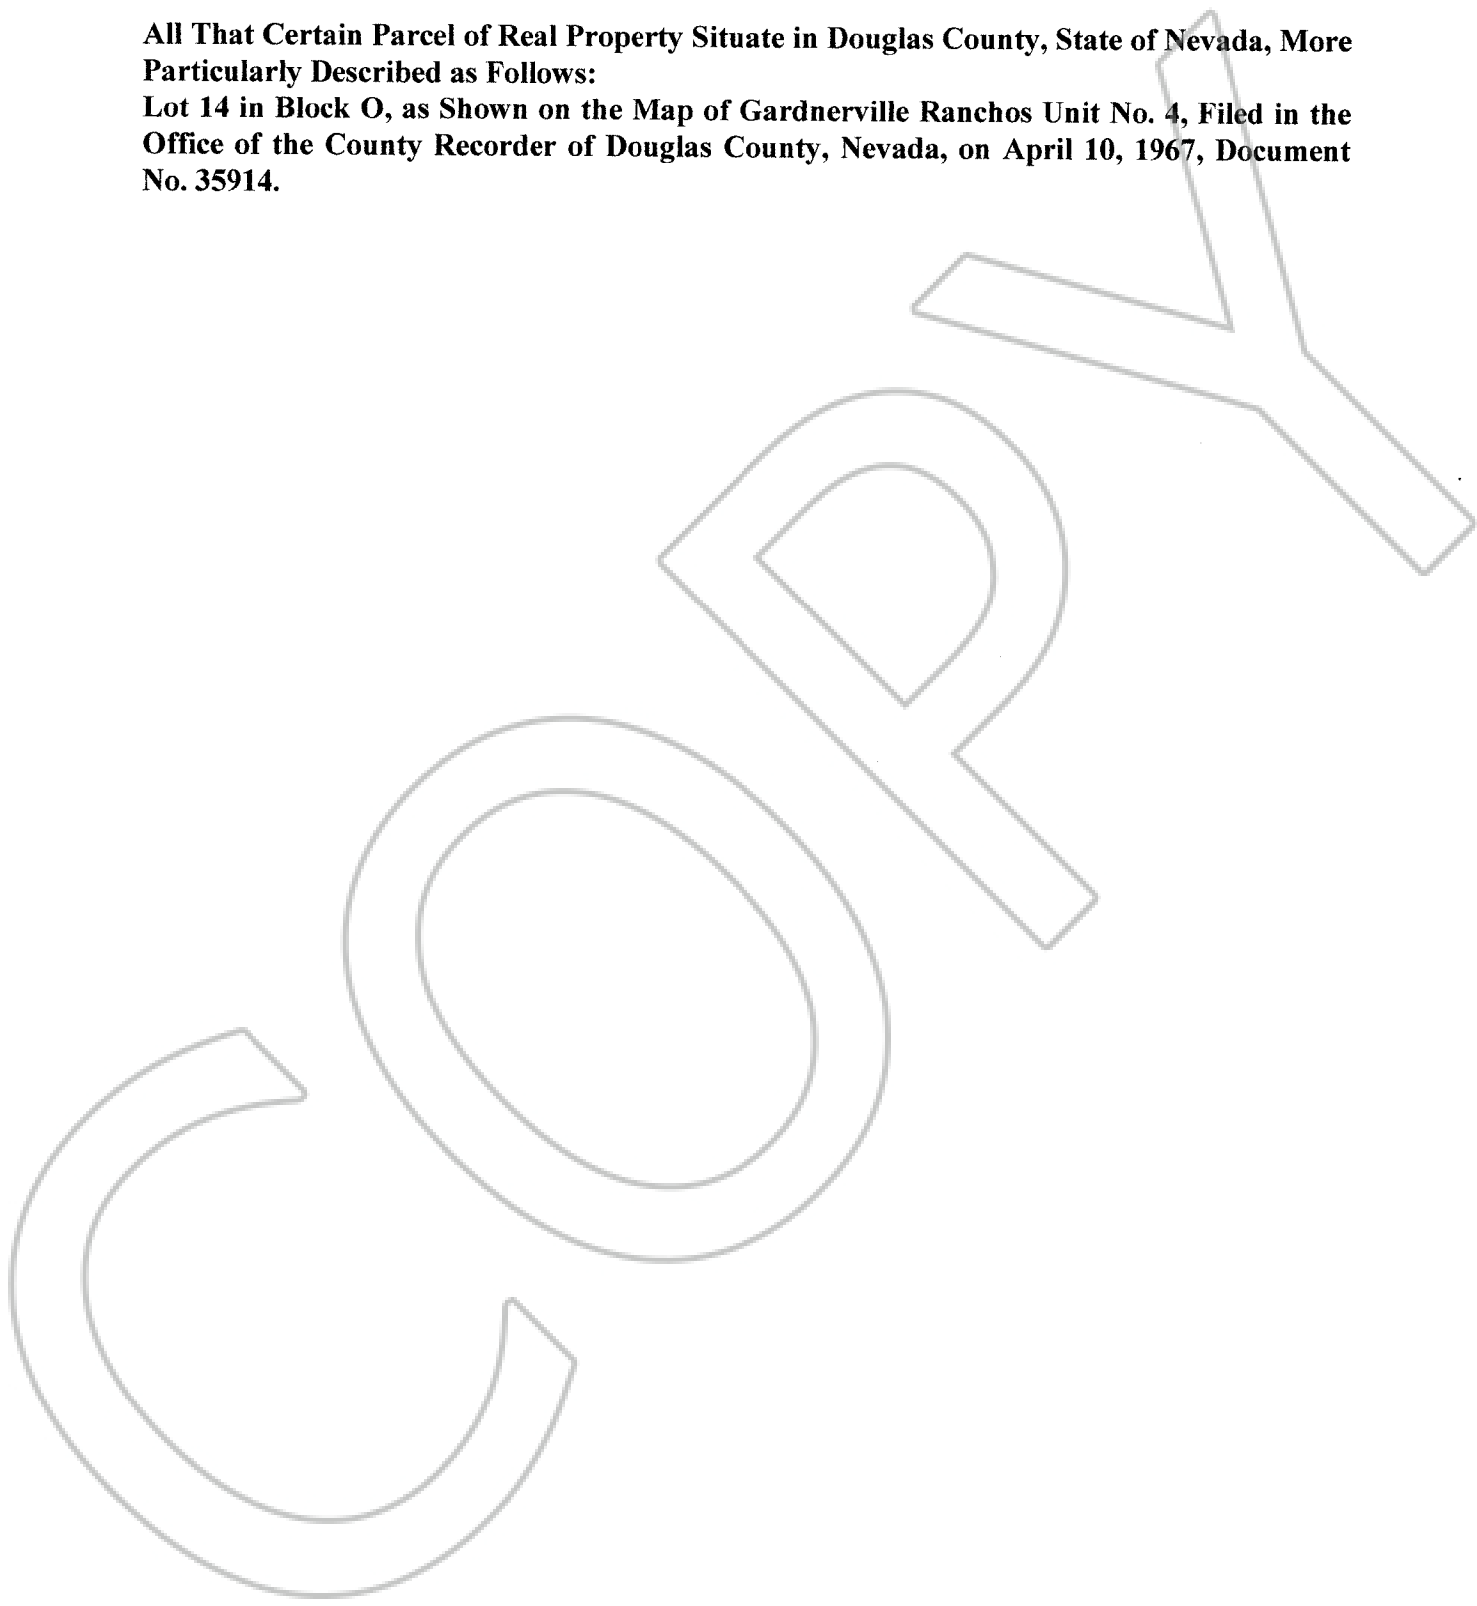 All That Certain Parcel of Real Property Situate in Douglas County, State of Nevada, More
Particularly Described as Follows:
Lot 14 in Block O, as Shown on the Map of Gardnerville Ranchos Unit No. 4, Filed in the
Office of the County Recorder of Douglas County, Nevada, on April 10, 1967, Document
No. 35914.
COPY